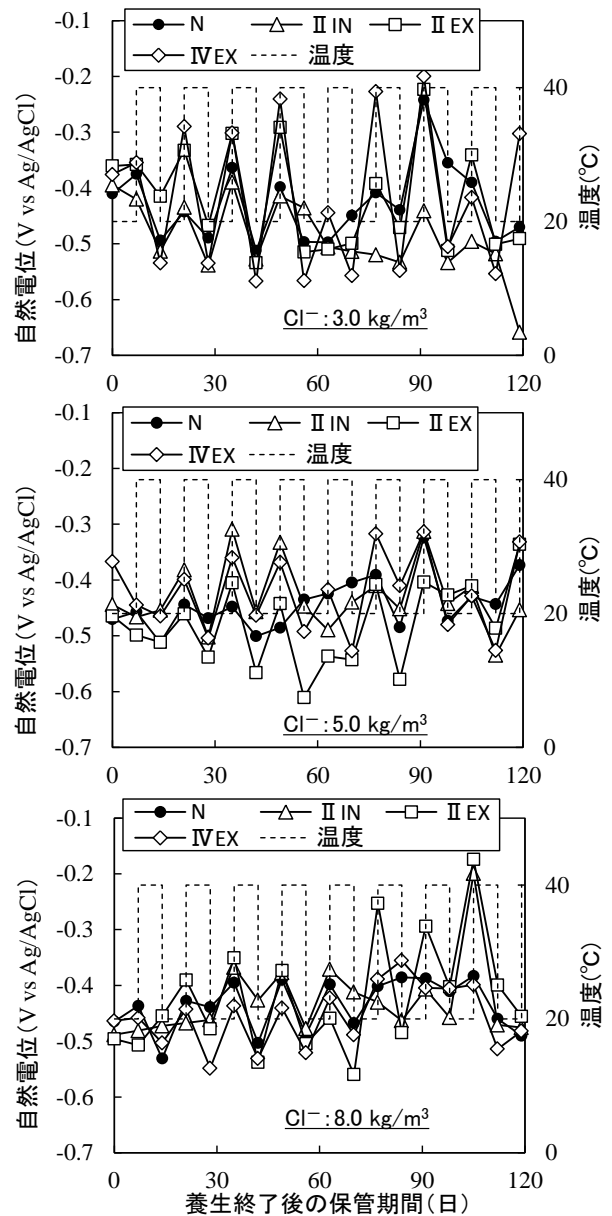 N ⅡIN ⅡEX
ⅣEX 温度
-0.1
-0.2
-0.3
-0.4
-0.5
-0.6
-0.7
自然電位(V vs Ag/AgCl)
40
20
0
温度(℃)
Cl⁻:3.0 kg/m³
0 30 60 90 120
N ⅡIN ⅡEX
ⅣEX 温度
-0.1
-0.2
-0.3
-0.4
-0.5
-0.6
-0.7
自然電位(V vs Ag/AgCl)
40
20
0
温度(℃)
Cl⁻:5.0 kg/m³
0 30 60 90 120
N ⅡIN ⅡEX
ⅣEX 温度
-0.1
-0.2
-0.3
-0.4
-0.5
-0.6
-0.7
自然電位(V vs Ag/AgCl)
40
20
0
温度(℃)
Cl⁻:8.0 kg/m³
0 30 60 90 120
養生終了後の保管期間(日)